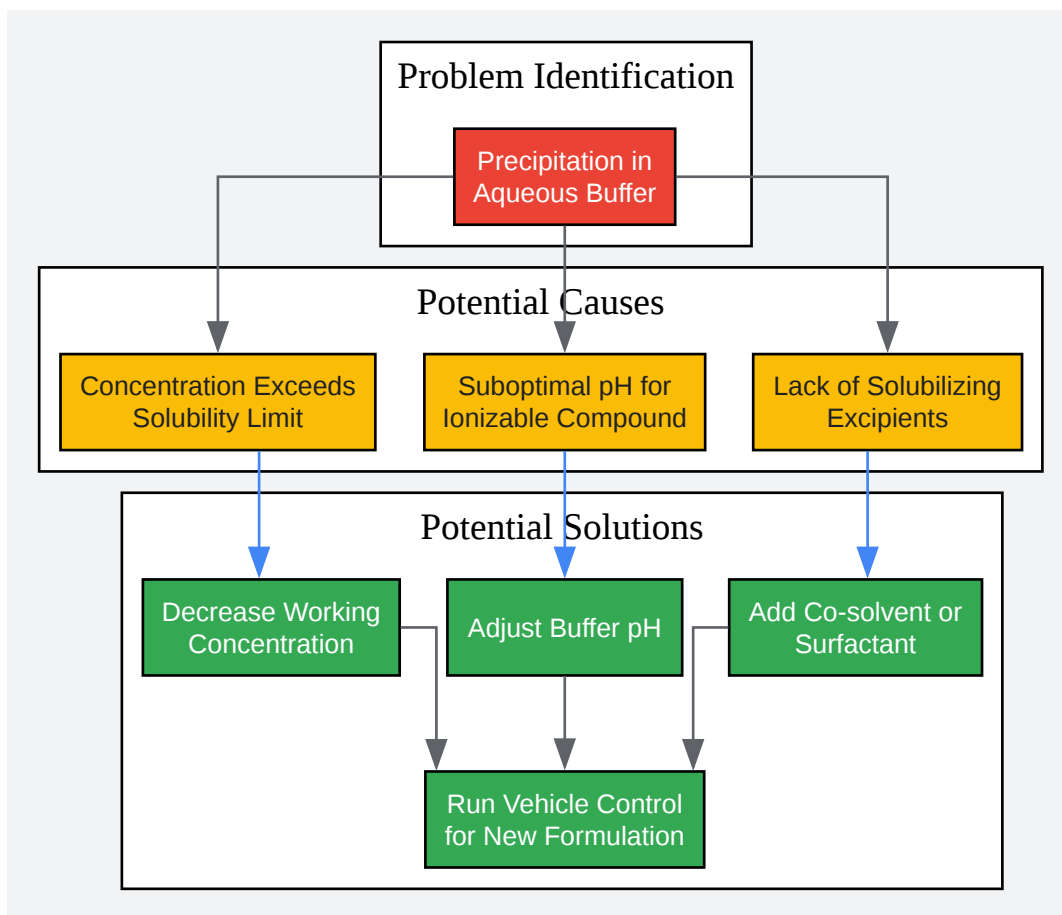 Problem Identification
Precipitation in
Aqueous Buffer
Potential Causes
Concentration Exceeds
Solubility Limit
Suboptimal pH for
Ionizable Compound
Lack of Solubilizing
Excipients
Potential Solutions
Decrease Working
Concentration
Adjust Buffer pH
Add Co-solvent or
Surfactant
Run Vehicle Control
for New Formulation